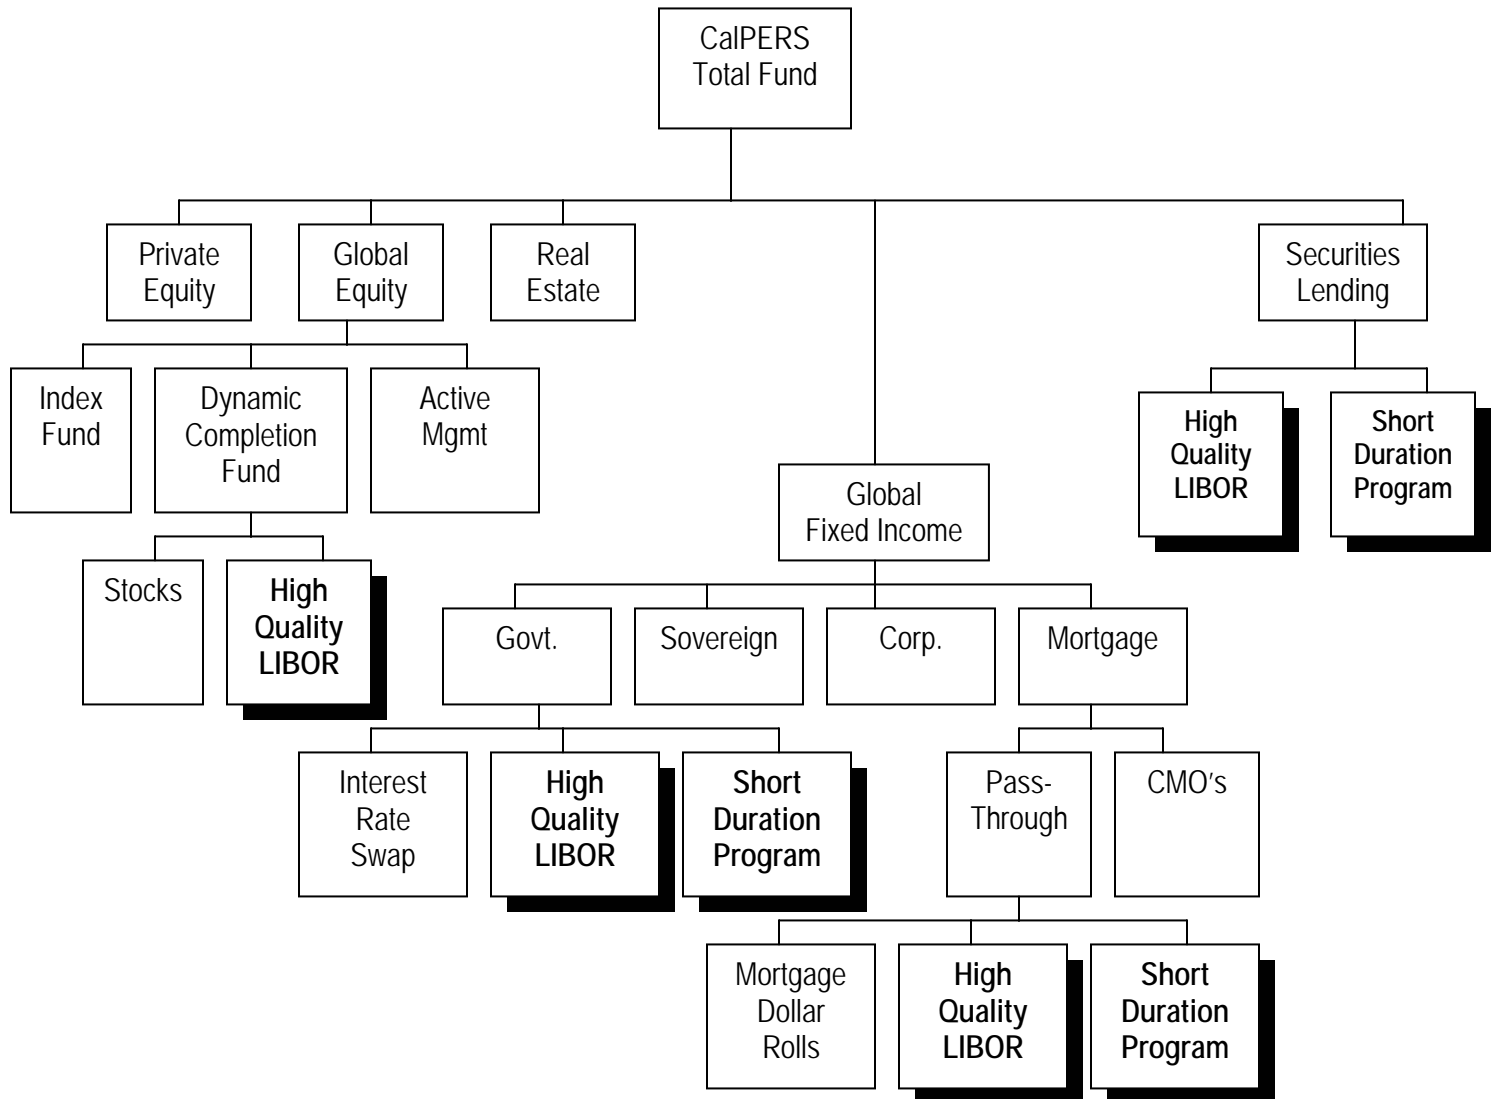 CalPERS
Total Fund
Private
Equity
Global
Equity
Real
Estate
Securities
Lending
Index
Fund
Dynamic
Completion
Fund
Active
Mgmt
High
Quality
LIBOR
Short
Duration
Program
Global
Fixed Income
Stocks
High
Quality
LIBOR
Govt.
Sovereign
Corp.
Mortgage
Interest
Rate
Swap
High
Quality
LIBOR
Short
Duration
Program
Pass-
Through
CMO's
Mortgage
Dollar
Rolls
High
Quality
LIBOR
Short
Duration
Program